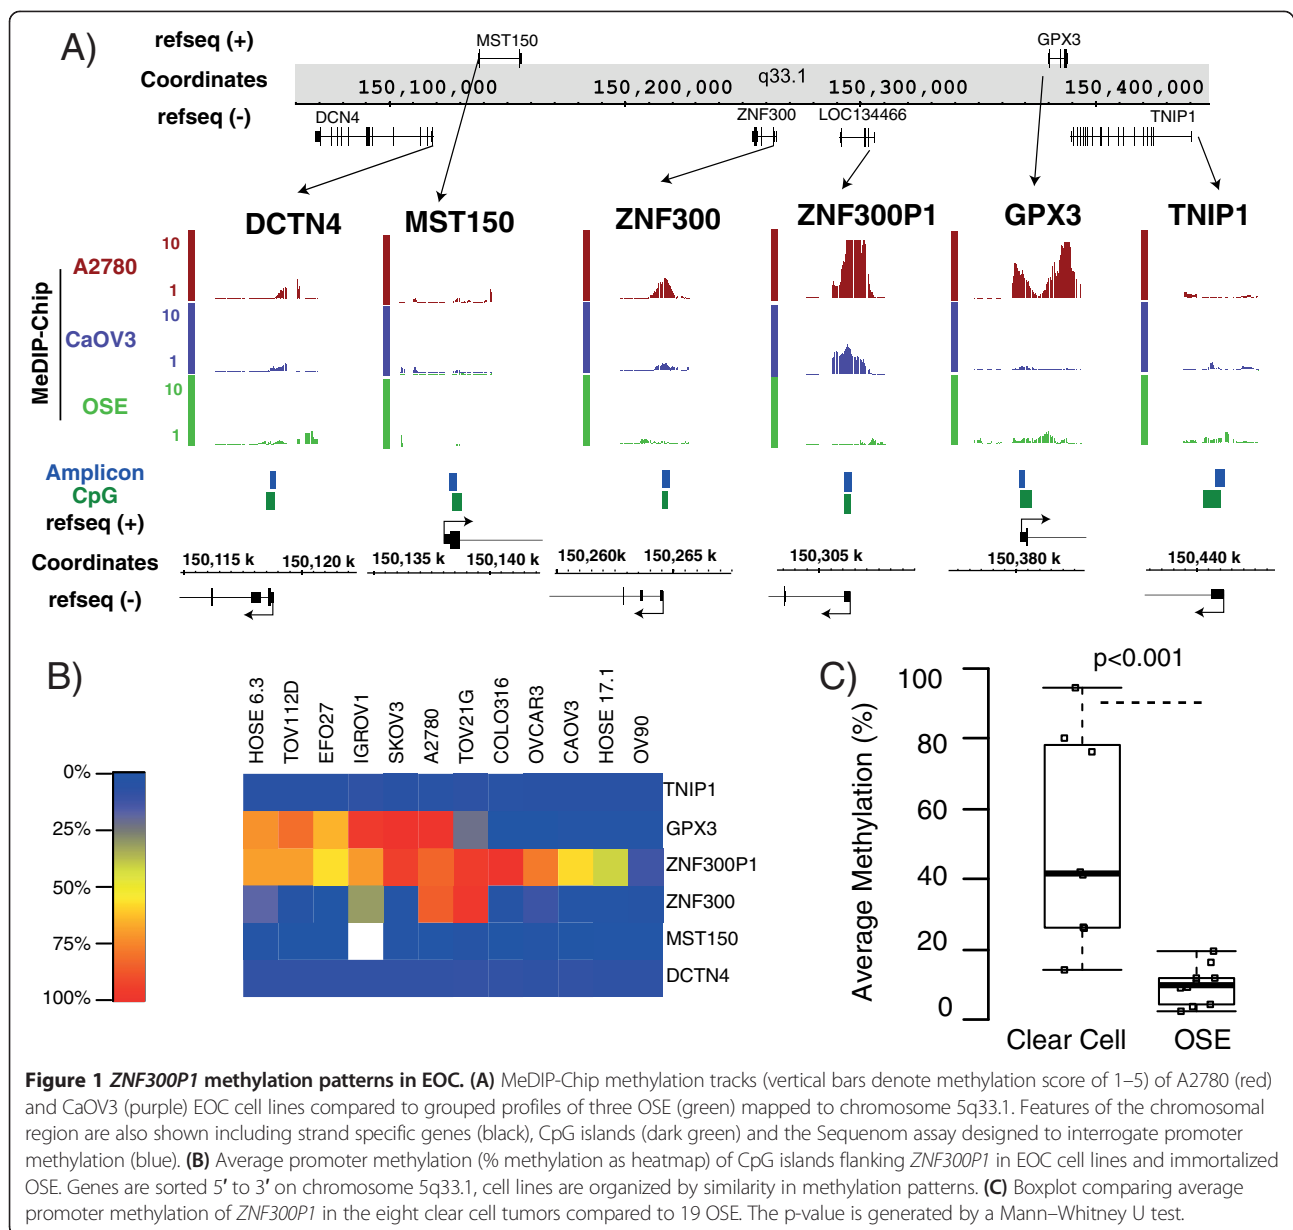 A)
refseq (+)
MST150
GPX3
Coordinates
q33.1
150,100,000
150,200,000
150,300,000
150,400,000
refseq (-)
DCN4
ZNF300
LOC134466
TNIP1
DCTN4
MST150
ZNF300
ZNF300P1
GPX3
TNIP1
MeDIP-Chip
A2780
10
1
CaOV3
10
1
OSE
10
1
Amplicon
CpG
refseq (+)
Coordinates
150,115 k
150,120 k
150,135 k
150,140 k
150,260k
150,265 k
150,305 k
150,380 k
150,440 k
refseq (-)
B)
HOSE 6.3
TOV112D
EFO27
IGROV1
SKOV3
A2780
TOV21G
COLO316
OVCAR3
CAOV3
HOSE 17.1
OV90
0%
25%
50%
75%
100%
TNIP1
GPX3
ZNF300P1
ZNF300
MST150
DCTN4
C)
p<0.001
Average Methylation (%)
100
80
60
40
20
0
Clear Cell
OSE
Figure 1 ZNF300P1 methylation patterns in EOC. (A) MeDIP-Chip methylation tracks (vertical bars denote methylation score of 1–5) of A2780 (red)
and CaOV3 (purple) EOC cell lines compared to grouped profiles of three OSE (green) mapped to chromosome 5q33.1. Features of the chromosomal
region are also shown including strand specific genes (black), CpG islands (dark green) and the Sequenom assay designed to interrogate promoter
methylation (blue). (B) Average promoter methylation (% methylation as heatmap) of CpG islands flanking ZNF300P1 in EOC cell lines and immortalized
OSE. Genes are sorted 5′ to 3′ on chromosome 5q33.1, cell lines are organized by similarity in methylation patterns. (C) Boxplot comparing average
promoter methylation of ZNF300P1 in the eight clear cell tumors compared to 19 OSE. The p-value is generated by a Mann–Whitney U test.